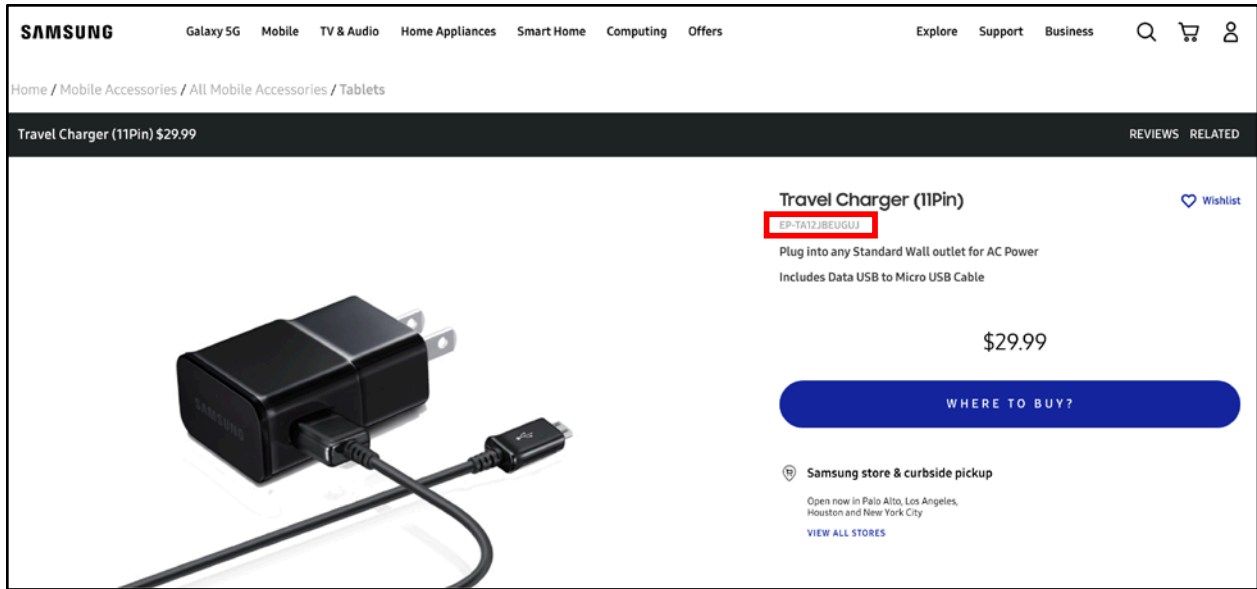 SAMSUNG Galaxy 5G Mobile TV & Audio Home Appliances Smart Home Computing Offers Explore Support Business
Home / Mobile Accessories / All Mobile Accessories / Tablets
Travel Charger (11Pin) $29.99 REVIEWS RELATED
Travel Charger (11Pin) Wishlist
EP-TA12JBEUGUJ
Plug into any Standard Wall outlet for AC Power
Includes Data USB to Micro USB Cable
$29.99
WHERE TO BUY?
SAMSUNG
Samsung store & curbside pickup
Open now in Palo Alto, Los Angeles,
Houston and New York City
VIEW ALL STORES